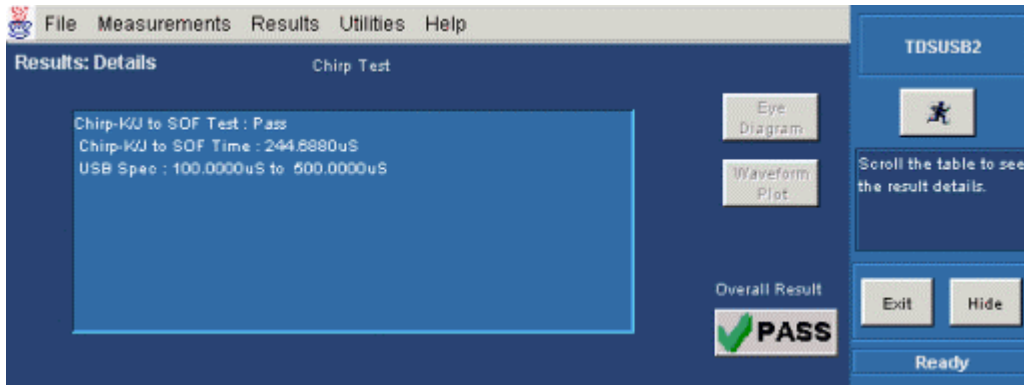 File Measurements Results Utilities Help
TDSUSB2
Results: Details
Chirp Test
Chirp-K/J to SOF Test : Pass
Chirp-K/J to SOF Time : 244.6880uS
USB Spec : 100.0000uS to 500.0000uS
Eye
Diagram
Waveform
Plot
Scroll the table to see
the result details.
Overall Result
PASS
Exit
Hide
Ready